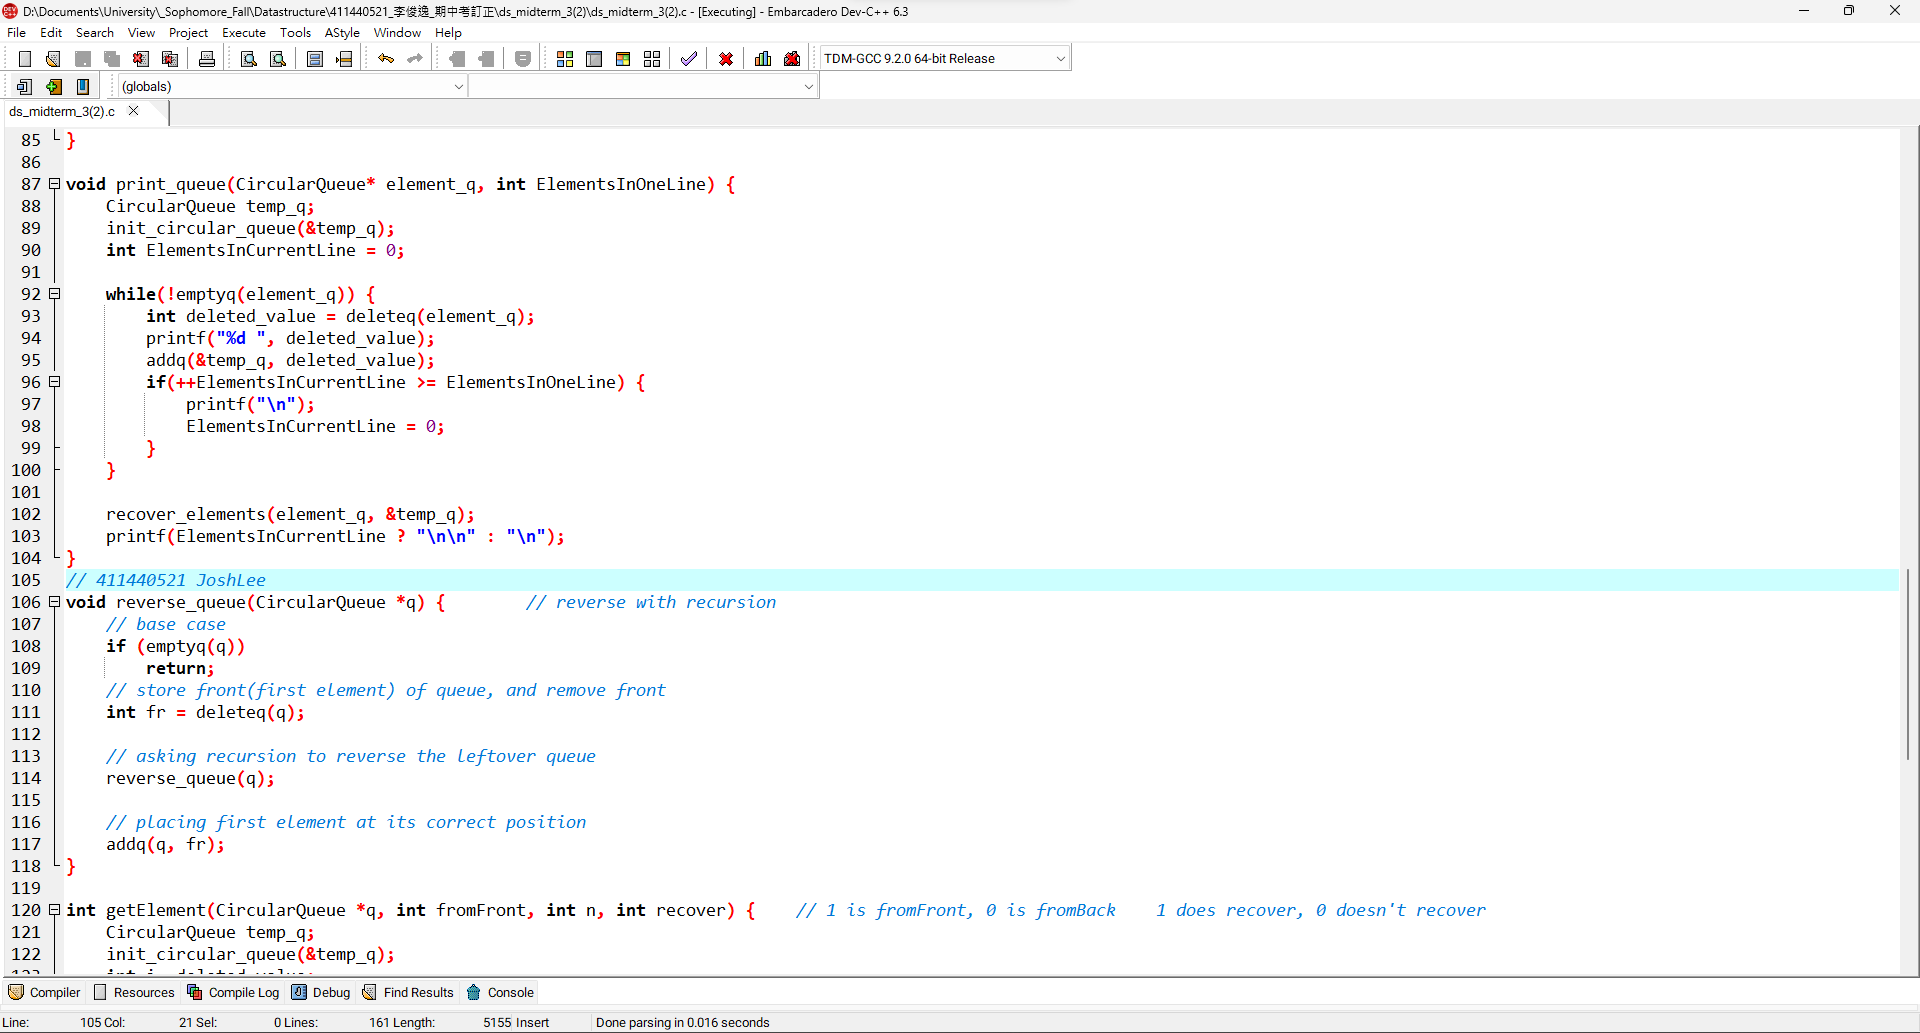 D:\Documents\University\_Sophomore_Fall\Datastructure\411440521_李俊逸_期中考訂正\ds_midterm_3(2)\ds_midterm_3(2).c - [Executing] - Embarcadero Dev-C++ 6.3
File Edit Search View Project Execute Tools AStyle Window Help
TDM-GCC 9.2.0 64-bit Release
(globals)
ds_midterm_3(2).c
85 }
86
87 void print_queue(CircularQueue* element_q, int ElementsInOneLine) {
88     CircularQueue temp_q;
89     init_circular_queue(&temp_q);
90     int ElementsInCurrentLine = 0;
91
92     while(!emptyq(element_q)) {
93         int deleted_value = deleteq(element_q);
94         printf("%d ", deleted_value);
95         addq(&temp_q, deleted_value);
96         if(++ElementsInCurrentLine >= ElementsInOneLine) {
97             printf("\n");
98             ElementsInCurrentLine = 0;
99         }
100     }
101
102     recover_elements(element_q, &temp_q);
103     printf(ElementsInCurrentLine ? "\n\n" : "\n");
104 }
105 // 411440521 JoshLee
106 void reverse_queue(CircularQueue *q) {        // reverse with recursion
107     // base case
108     if (emptyq(q))
109         return;
110     // store front(first element) of queue, and remove front
111     int fr = deleteq(q);
112
113     // asking recursion to reverse the leftover queue
114     reverse_queue(q);
115
116     // placing first element at its correct position
117     addq(q, fr);
118 }
119
120 int getElement(CircularQueue *q, int fromFront, int n, int recover) {    // 1 is fromFront, 0 is fromBack    1 does recover, 0 doesn't recover
121     CircularQueue temp_q;
122     init_circular_queue(&temp_q);
Compiler Resources Compile Log Debug Find Results Console
Line: 105 Col: 21 Sel: 0 Lines: 161 Length: 5155 Insert Done parsing in 0.016 seconds